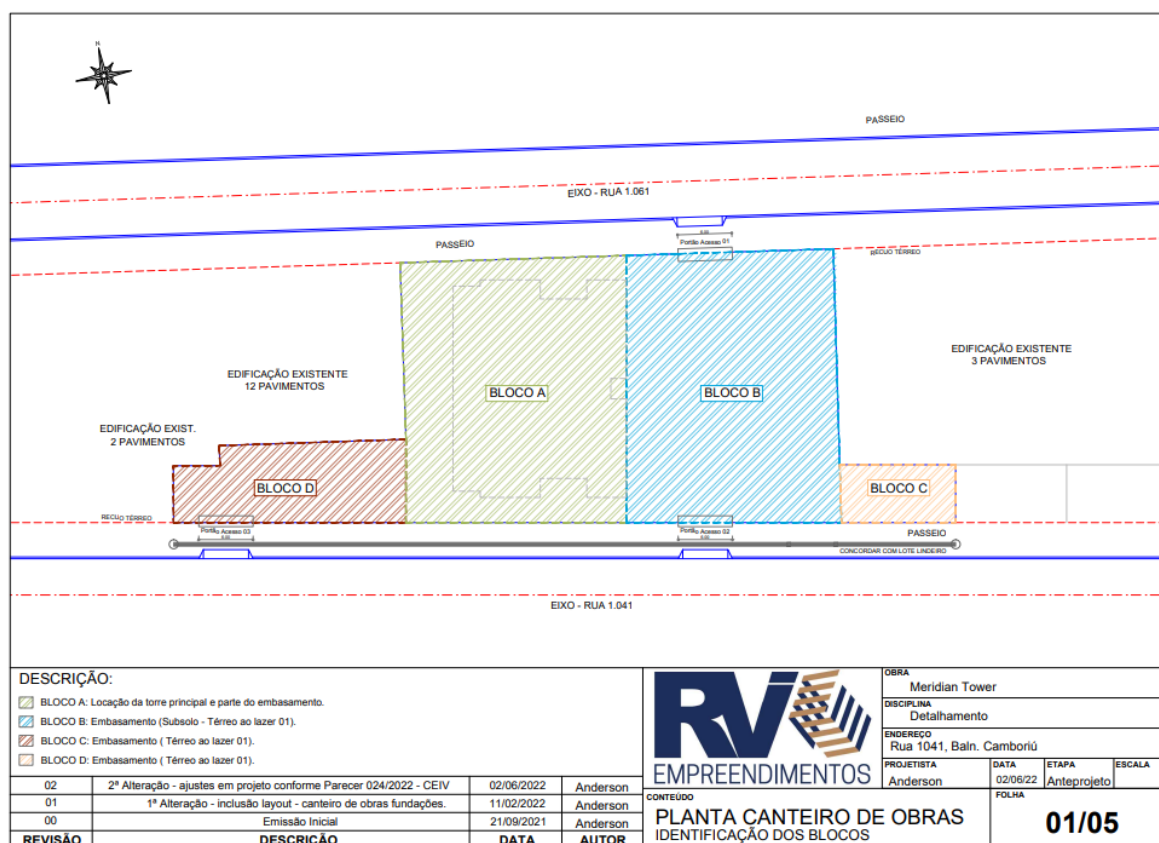 N
PASSEIO
EIXO - RUA 1.061
PASSEIO
6.00
Portão Acesso 01
RECUO TÉRREO
EDIFICAÇÃO EXISTENTE
3 PAVIMENTOS
EDIFICAÇÃO EXISTENTE
12 PAVIMENTOS
BLOCO A
BLOCO B
EDIFICAÇÃO EXIST.
2 PAVIMENTOS
BLOCO D
BLOCO C
RECUO TÉRREO
Portão Acesso 03
6.00
Portão Acesso 02
6.00
PASSEIO
CONCORDAR COM LOTE LINDEIRO
EIXO - RUA 1.041
DESCRIÇÃO:
BLOCO A: Locação da torre principal e parte do embasamento.
BLOCO B: Embasamento (Subsolo - Térreo ao lazer 01).
BLOCO C: Embasamento ( Térreo ao lazer 01).
BLOCO D: Embasamento ( Térreo ao lazer 01).
02 2ª Alteração - ajustes em projeto conforme Parecer 024/2022 - CEIV 02/06/2022 Anderson
01 1ª Alteração - inclusão layout - canteiro de obras fundações. 11/02/2022 Anderson
00 Emissão Inicial 21/09/2021 Anderson
REVISÃO DESCRIÇÃO DATA AUTOR
RVi
EMPREENDIMENTOS
OBRA
Meridian Tower
DISCIPLINA
Detalhamento
ENDEREÇO
Rua 1041, Baln. Camboriú
PROJETISTA DATA ETAPA ESCALA
Anderson 02/06/22 Anteprojeto
CONTEÚDO
PLANTA CANTEIRO DE OBRAS
IDENTIFICAÇÃO DOS BLOCOS
FOLHA
01/05